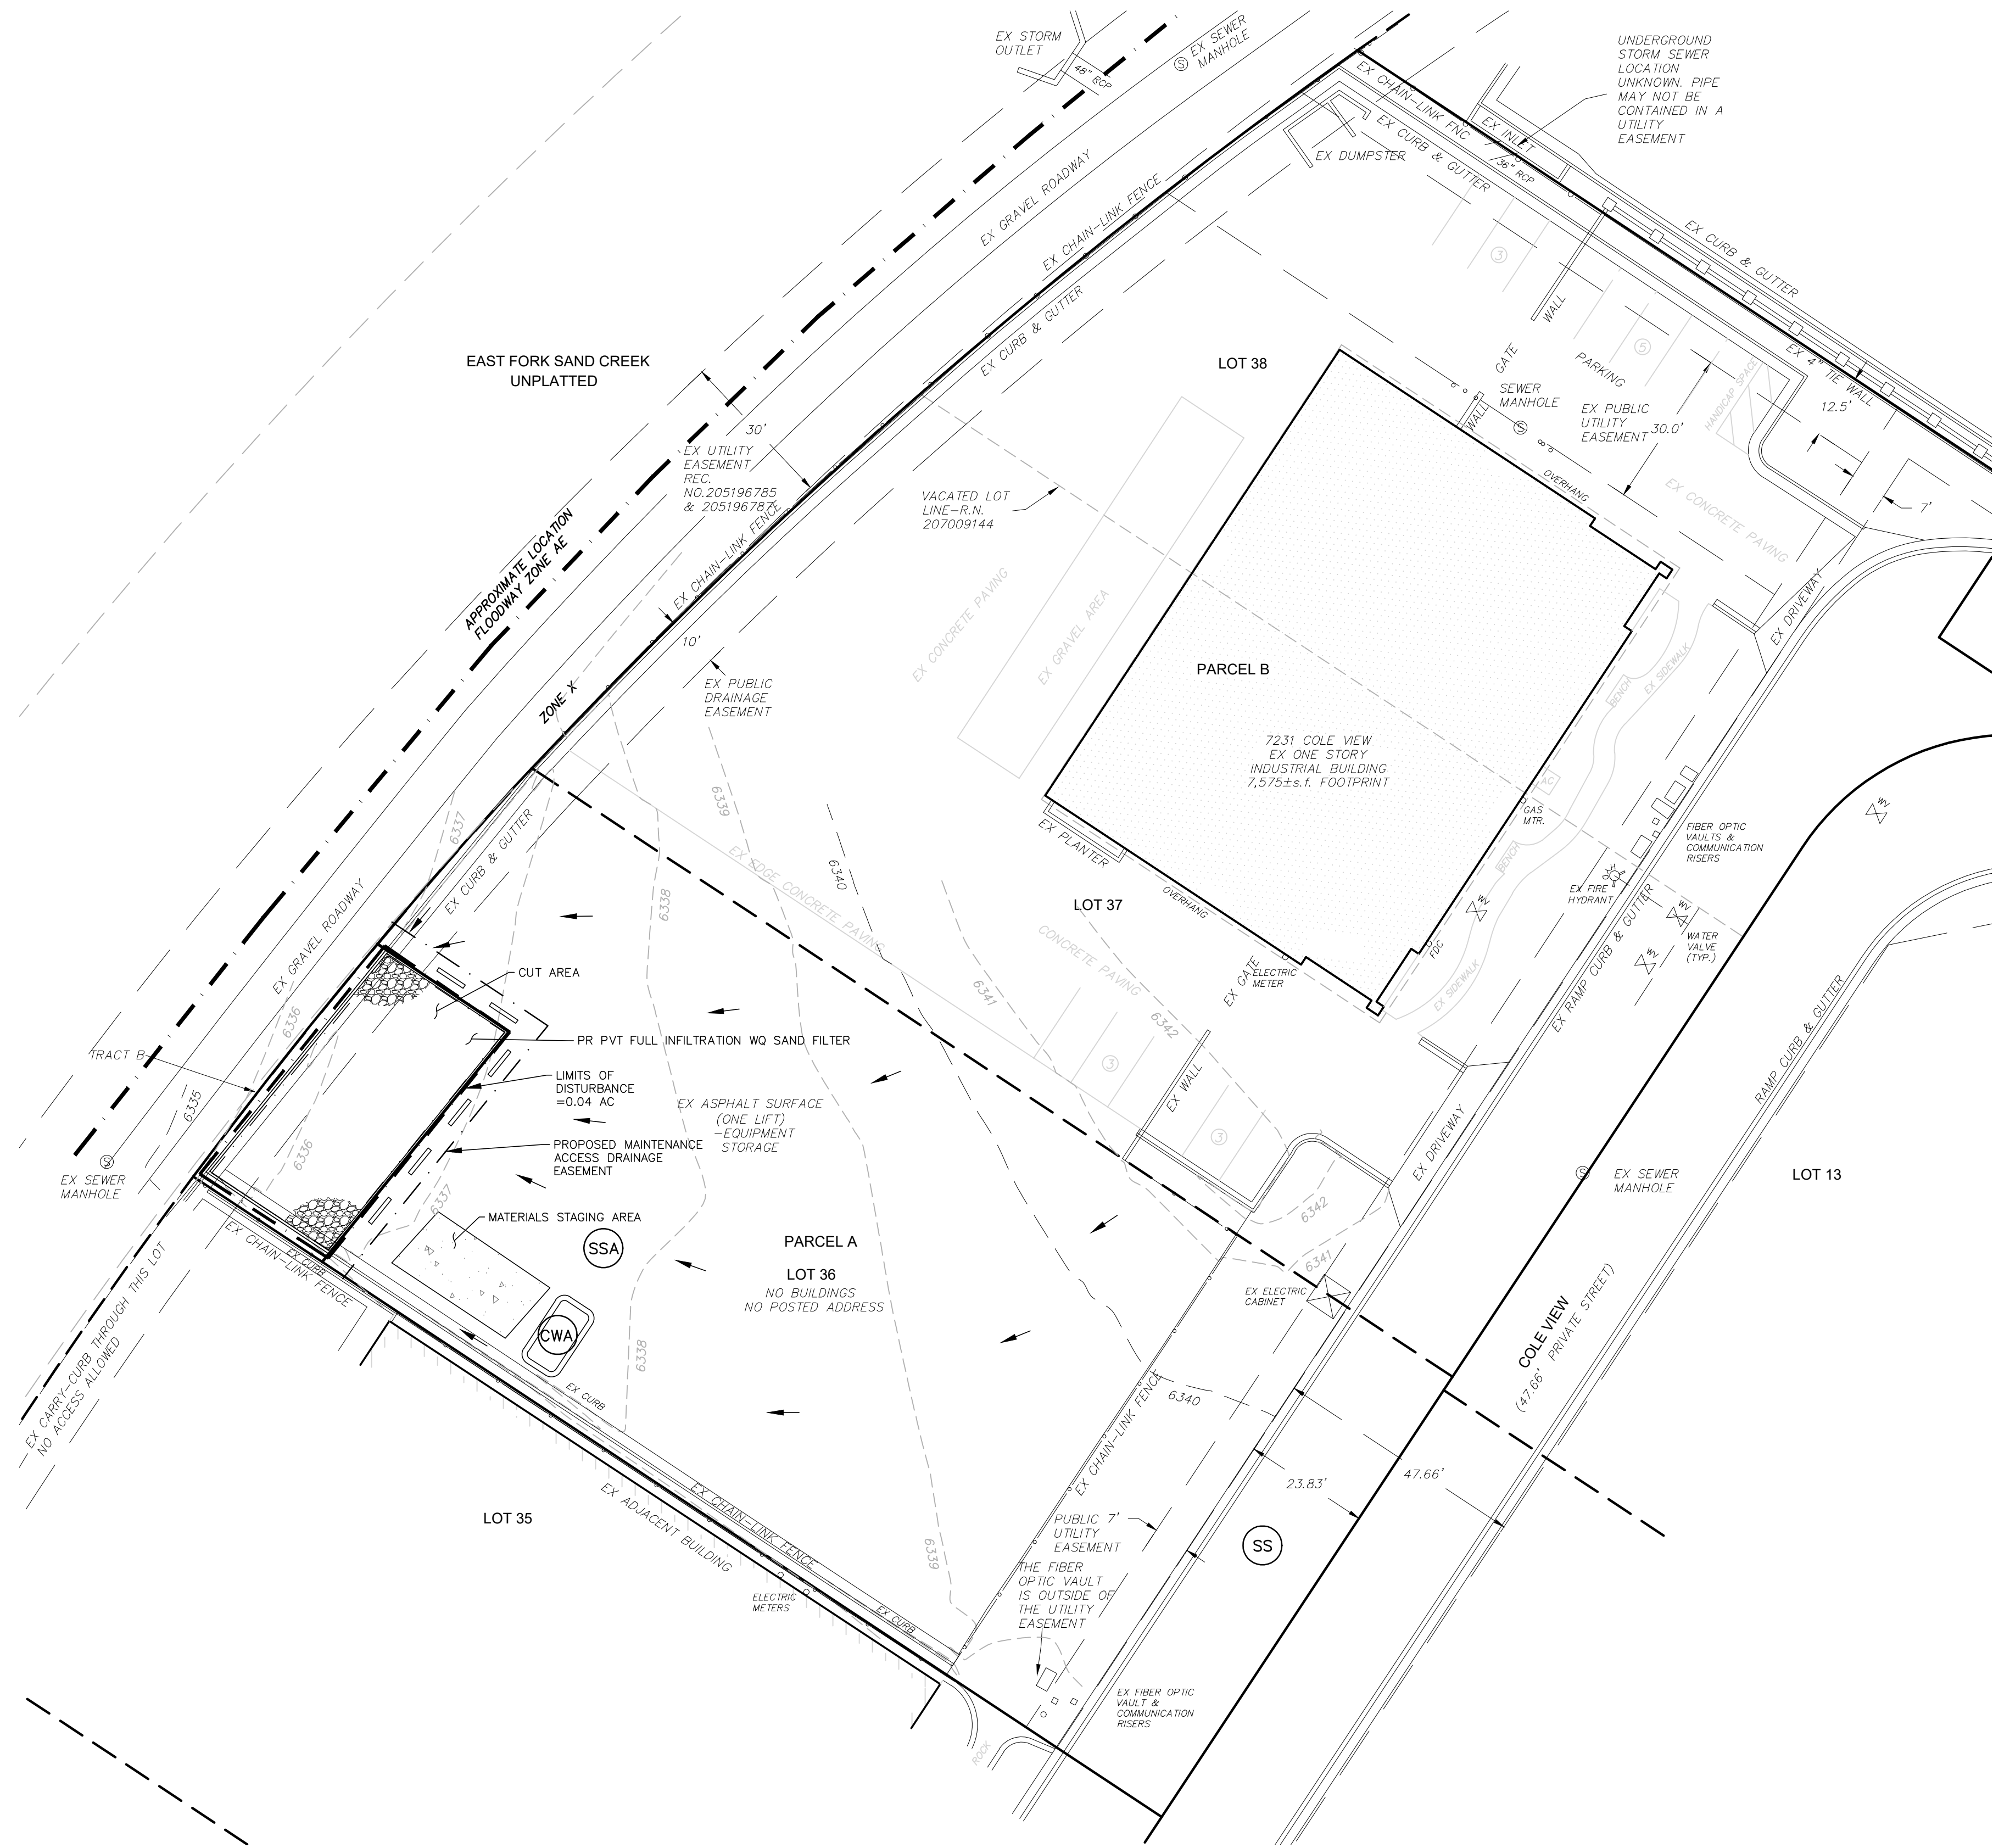 EX STORM
OUTLET
48" RCP
EX SEWER
MANHOLE
UNDERGROUND
STORM SEWER
LOCATION
UNKNOWN. PIPE
MAY NOT BE
CONTAINED IN A
UTILITY
EASEMENT
EX CHAIN-LINK FNC
EX INLET
36" RCP
EX CURB & GUTTER
EX DUMPSTER
EX GRAVEL ROADWAY
EX CHAIN-LINK FENCE
EX CURB & GUTTER
EX CURB & GUTTER
3
WALL
5
PARKING
GATE
EX 4" TIE WALL
HANDICAP SPACE
12.5'
EAST FORK SAND CREEK
UNPLATTED
LOT 38
SEWER
MANHOLE
WALL
EX PUBLIC
UTILITY
EASEMENT
30.0'
30'
EX UTILITY
EASEMENT
REC.
NO.205196785
& 205196787
OVERHANG
EX CONCRETE PAVING
7'
VACATED LOT
LINE-R.N.
207009144
APPROXIMATE LOCATION
FLOODWAY ZONE AE
EX CHAIN-LINK FENCE
10'
ZONE X
EX PUBLIC
DRAINAGE
EASEMENT
EX CONCRETE PAVING
EX GRAVEL AREA
PARCEL B
7231 COLE VIEW
EX ONE STORY
INDUSTRIAL BUILDING
7,575±s.f. FOOTPRINT
EX DRIVEWAY
BENCH
EX SIDEWALK
AC
GAS
MTR.
FIBER OPTIC
VAULTS &
COMMUNICATION
RISERS
WV
6337
6339
6338
6340
EX CURB & GUTTER
EX EDGE CONCRETE PAVING
EX PLANTER
OVERHANG
LOT 37
BENCH
WV
FH
EX FIRE
HYDRANT
WV
WATER
VALVE
(TYP.)
WV
EX RAMP CURB & GUTTER
FDC
EX SIDEWALK
CONCRETE PAVING
EX GATE
ELECTRIC
METER
6341
6342
3
EX WALL
3
EX GRAVEL ROADWAY
CUT AREA
PR PVT FULL INFILTRATION WQ SAND FILTER
LIMITS OF
DISTURBANCE
=0.04 AC
EX ASPHALT SURFACE
(ONE LIFT)
-EQUIPMENT
STORAGE
PROPOSED MAINTENANCE
ACCESS DRAINAGE
EASEMENT
TRACT B
6336
6335
6336
6337
EX SEWER
MANHOLE
MATERIALS STAGING AREA
SSA
CWA
PARCEL A
LOT 36
NO BUILDINGS
NO POSTED ADDRESS
EX DRIVEWAY
6342
6341
EX ELECTRIC
CABINET
RAMP CURB & GUTTER
EX SEWER
MANHOLE
LOT 13
COLE VIEW
(47.66' PRIVATE STREET)
EX CURB
EX CHAIN-LINK FENCE
EX CARRY-CURB THROUGH THIS LOT
NO ACCESS ALLOWED
6338
EX CURB
6340
EX CHAIN-LINK FENCE
23.83'
47.66'
LOT 35
EX CHAIN-LINK FENCE
EX ADJACENT BUILDING
ELECTRIC
METERS
EX CURB
6339
PUBLIC 7'
UTILITY
EASEMENT
SS
THE FIBER
OPTIC VAULT
IS OUTSIDE OF
THE UTILITY
EASEMENT
EX FIBER OPTIC
VAULT &
COMMUNICATION
RISERS
ROCK